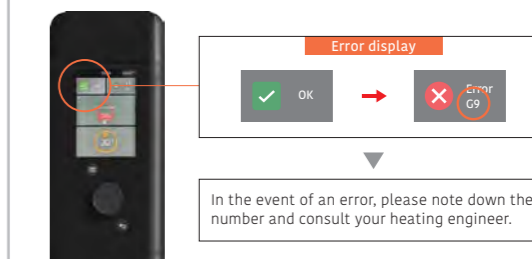 Error display
OK
Error
G9
In the event of an error, please note down the
number and consult your heating engineer.